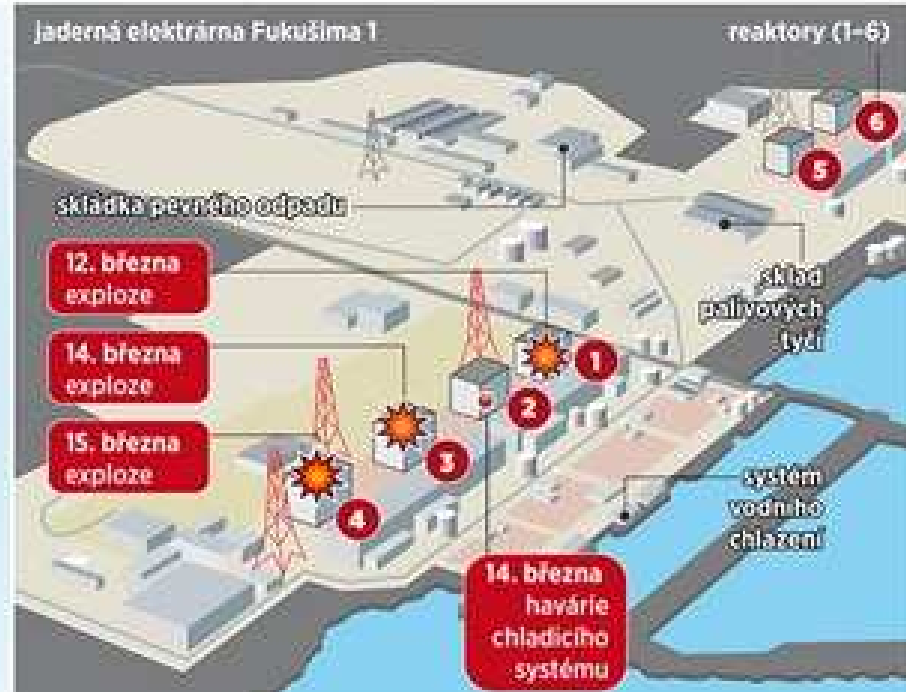 jaderná elektrárna Fukušima 1
reaktory (1–6)
6
5
skládka pevného odpadu
12. března
exploze
sklad
palivových
tyčí
14. března
exploze
1
2
15. března
exploze
3
4
systém
vodního
chlazení
14. března
havárie
chladicího
systému